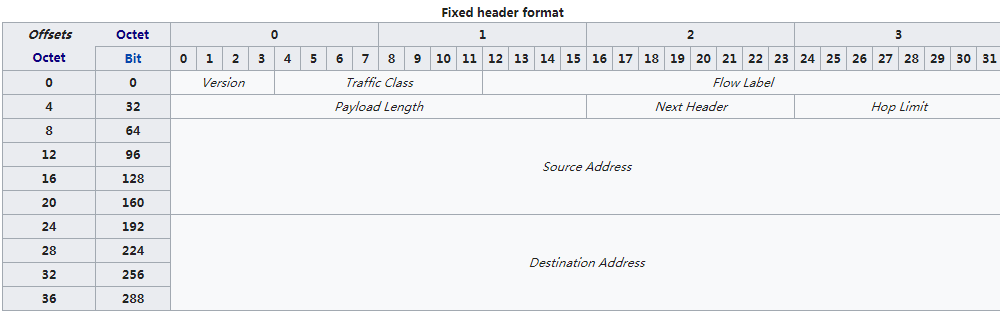 Fixed header format
Offsets Octet 0 1 2 3
Octet Bit 0 1 2 3 4 5 6 7 8 9 10 11 12 13 14 15 16 17 18 19 20 21 22 23 24 25 26 27 28 29 30 31
0 0 Version Traffic Class Flow Label
4 32 Payload Length Next Header Hop Limit
8 64
12 96
Source Address
16 128
20 160
24 192
28 224
Destination Address
32 256
36 288